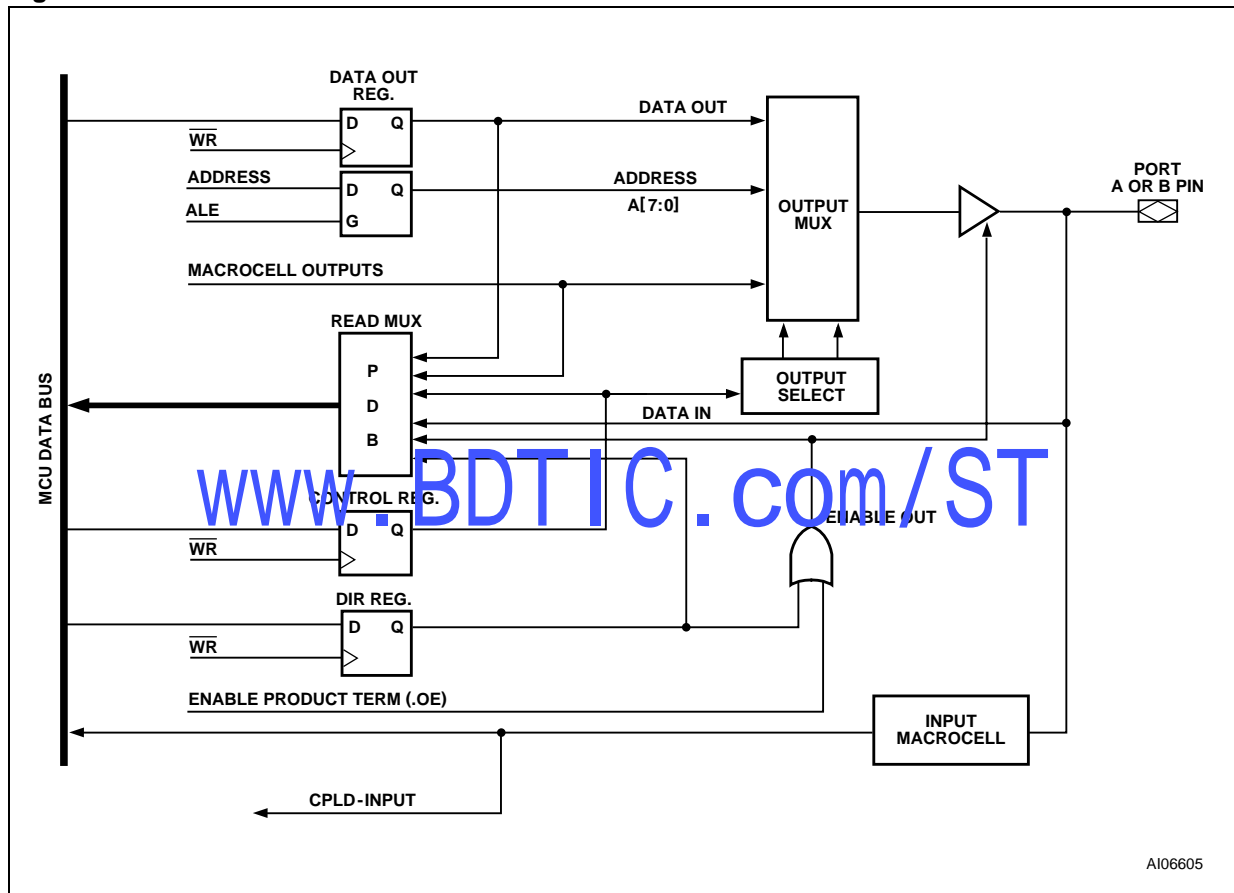 DATA OUT
REG.
D Q
WR
DATA OUT
ADDRESS
ALE
D Q
G
ADDRESS
A[7:0]
OUTPUT
MUX
PORT
A OR B PIN
MACROCELL OUTPUTS
READ MUX
P
D
B
OUTPUT
SELECT
DATA IN
MCU DATA BUS
www.BDTIC.com/ST
CONTROL REG.
D Q
WR
ENABLE OUT
DIR REG.
D Q
WR
ENABLE PRODUCT TERM (.OE)
INPUT
MACROCELL
CPLD-INPUT
AI06605